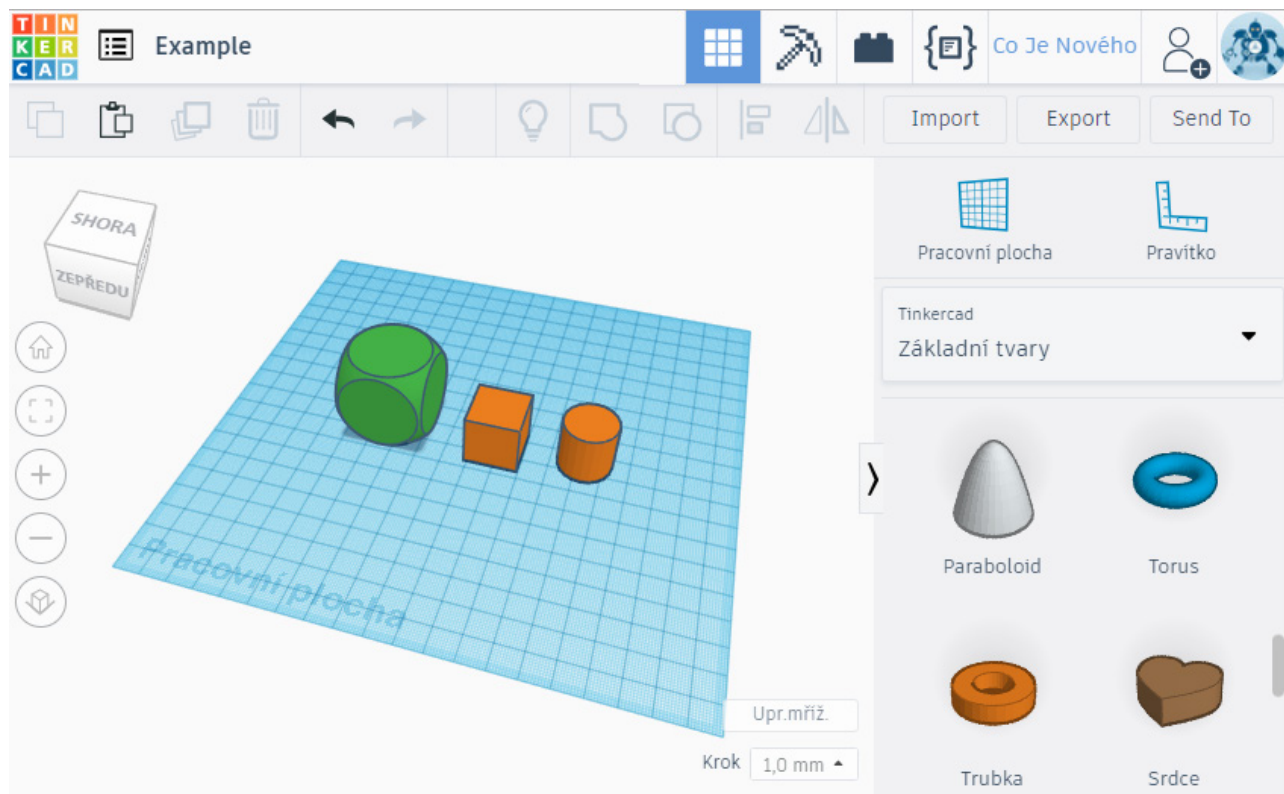 TIN
KER
CAD
Example
Co Je Nového
Import
Export
Send To
SHORA
ZEPŘEDU
Pracovní plocha
Pravítko
Tinkercad
Základní tvary
Paraboloid
Torus
Pracovní plocha
Upr.mříž.
Krok
1,0 mm
Trubka
Srdce